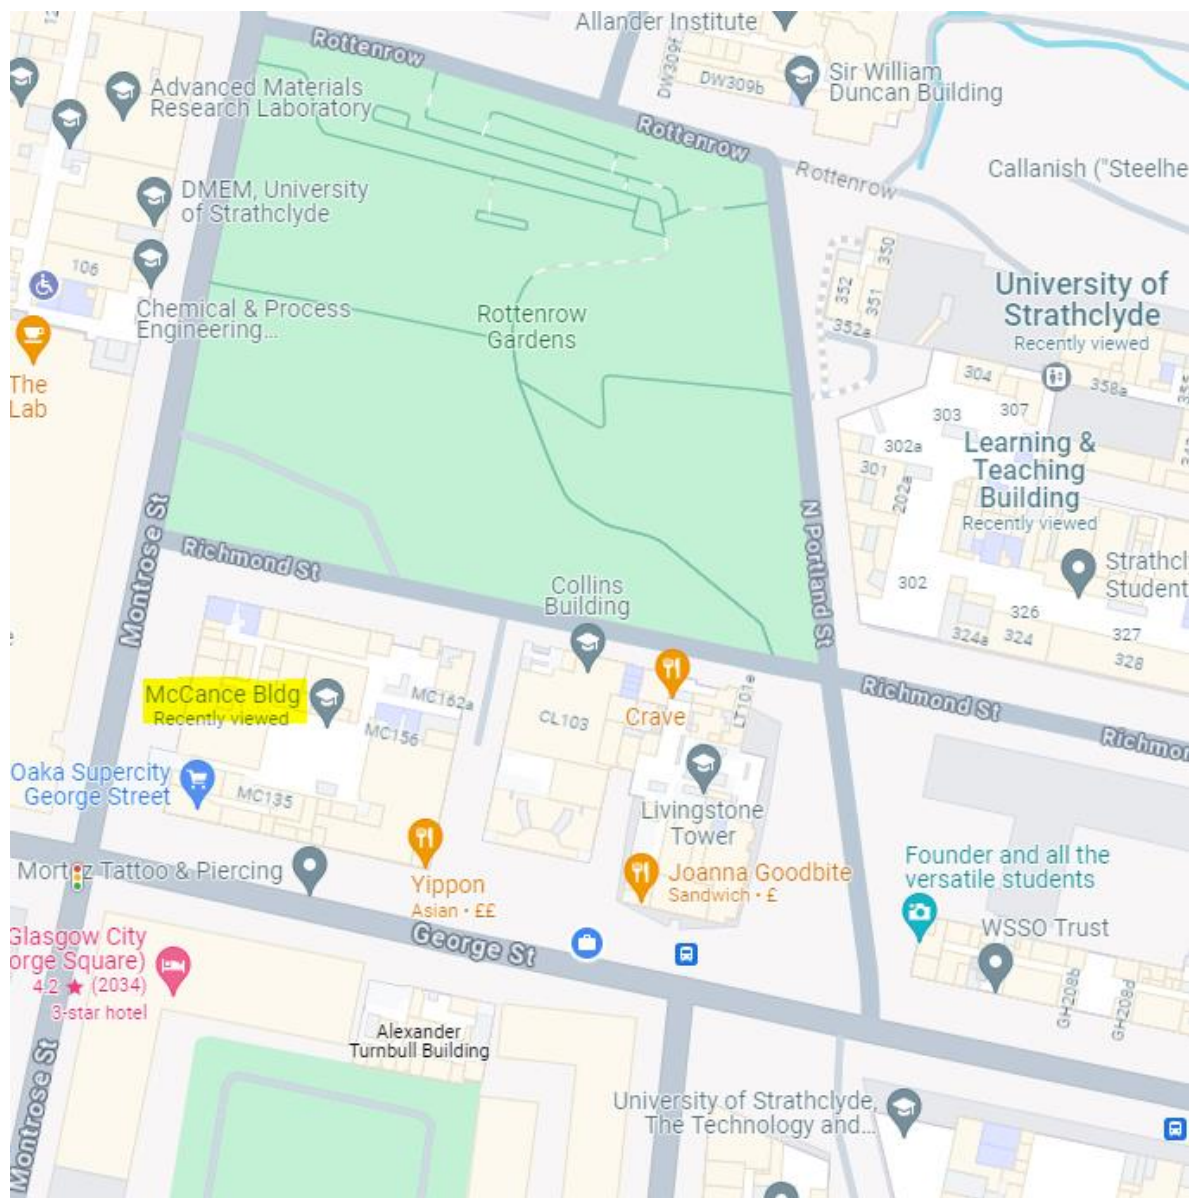 Allander Institute
Rottenrow
DW309f
DW309b
Sir William
Duncan Building
Advanced Materials
Research Laboratory
Rottenrow
Rottenrow
Callanish ("Steelhe
DMEM, University
of Strathclyde
106
350
352
351
352a
Chemical & Process
Engineering...
Rottenrow
Gardens
University of
Strathclyde
Recently viewed
The
Lab
304
358a
303
307
302a
301
202a
Learning &
Teaching
Building
Recently viewed
Montrose St
Richmond St
N Portland St
302
Strathcl
Student
Collins
Building
326
324a
324
327
328
McCance Bldg
Recently viewed
MC162a
MC156
CL103
Crave
LT101e
Richmond St
Richmon
Oaka Supercity
George Street
MC135
Livingstone
Tower
Mortez Tattoo & Piercing
Yippon
Asian • ££
Joanna Goodbite
Sandwich • £
Founder and all the
versatile students
WSSO Trust
George St
Glasgow City
orge Square)
4.2 ★ (2034)
3-star hotel
GH208b
GH208d
Alexander
Turnbull Building
Montrose St
University of Strathclyde,
The Technology and...